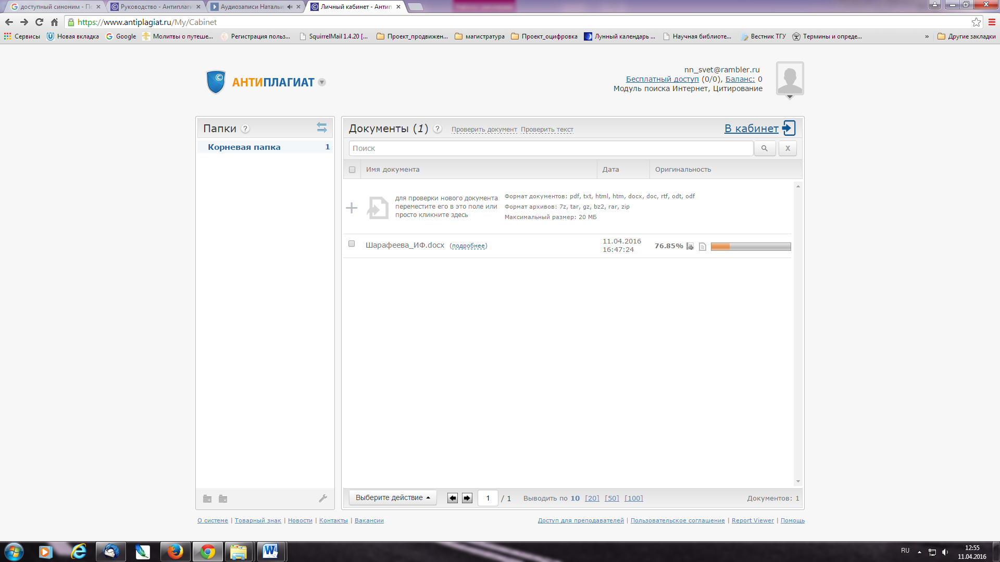 доступный синоним - По
Руководство - Антиплаги
Аудиозаписи Натальи
Личный кабинет - Антип
https://www.antiplagiat.ru/My/Cabinet
Сервисы
Новая вкладка
Google
Молитвы о путеше...
Регистрация польз...
SquirrelMail 1.4.20 [...
Проект_продвижен...
магистратура
Проект_оцифровка
Лунный календарь ...
Научная библиоте...
Вестник ТГУ
Термины и опреде...
»
Другие закладки
АНТИПЛАГИАТ
nn_svet@rambler.ru
Бесплатный доступ (0/0), Баланс: 0
Модуль поиска Интернет, Цитирование
Папки ?
Корневая папка 1
Документы (1) ? Проверить документ Проверить текст В кабинет
Поиск
X
Имя документа Дата Оригинальность
для проверки нового документа
переместите его в это поле или
просто кликните здесь
Формат документов: pdf, txt, html, htm, docx, doc, rtf, odt, odf
Формат архивов: 7z, tar, gz, bz2, rar, zip
Максимальный размер: 20 МБ
Шарафеева_ИФ.docx (подробнее)
11.04.2016
16:47:24
76.85%
Выберите действие
1 / 1
Выводить по 10 [20] [50] [100]
Документов: 1
О системе | Товарный знак | Новости | Контакты | Вакансии
Доступ для преподавателей | Пользовательское соглашение | Report Viewer | Помощь
RU
12:55
11.04.2016